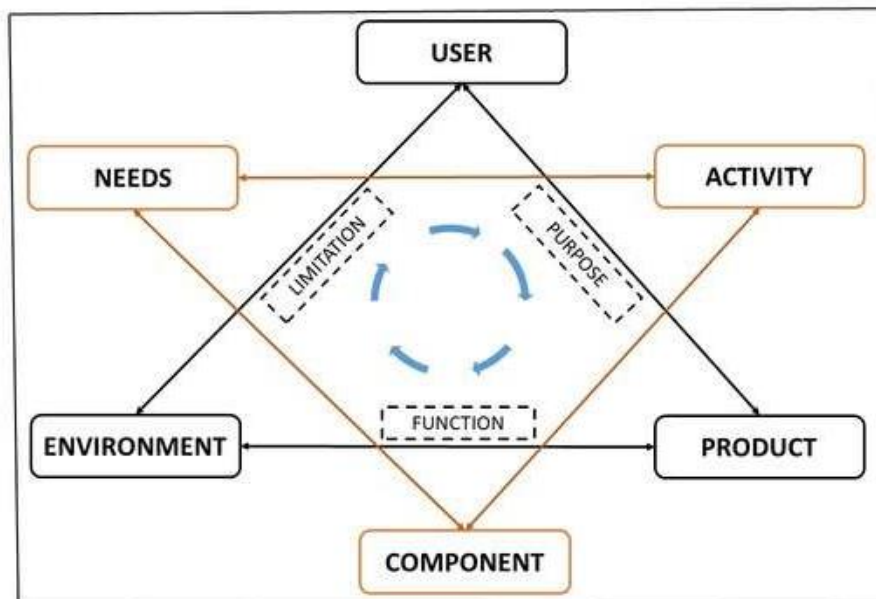 USER
NEEDS
ACTIVITY
LIMITATION
PURPOSE
FUNCTION
ENVIRONMENT
PRODUCT
COMPONENT